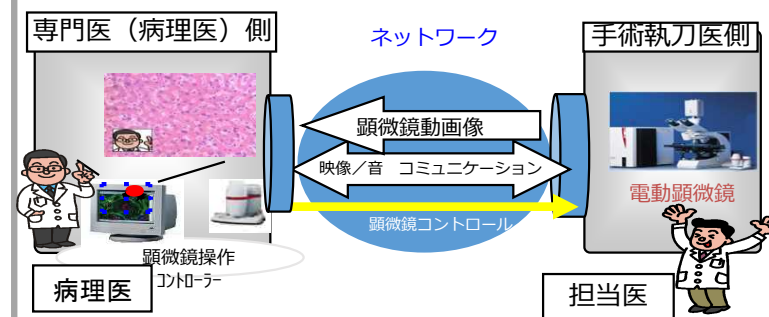 専門医（病理医）側
ネットワーク
手術執刀医側
顕微鏡動画像
映像／音　コミュニケーション
電動顕微鏡
顕微鏡コントロール
顕微鏡操作
ｺﾝﾄﾛｰﾗｰ
病理医
担当医